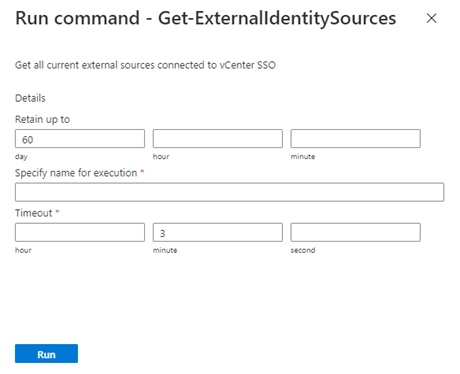 Run command - Get-ExternalIdentitySources
Get all current external sources connected to vCenter SSO
Details
Retain up to
60
day hour minute
Specify name for execution *
Timeout *
3
hour minute second
Run